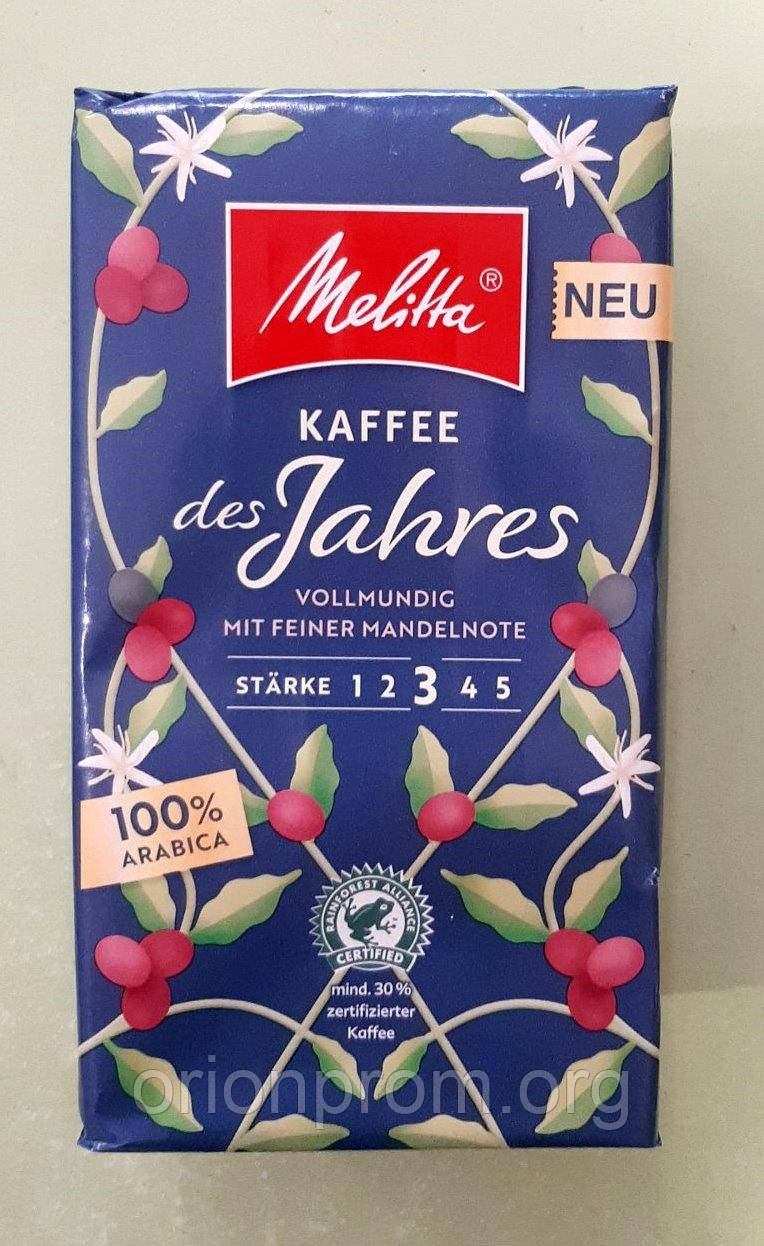 Melitta®
NEU
KAFFEE
des Jahres
VOLLMUNDIG
MIT FEINER MANDELNOTE
STÄRKE 1 2 3 4 5
100%
ARABICA
RAINFOREST ALLIANCE
CERTIFIED
mind. 30%
zertifizierter
Kaffee
orionprom.org